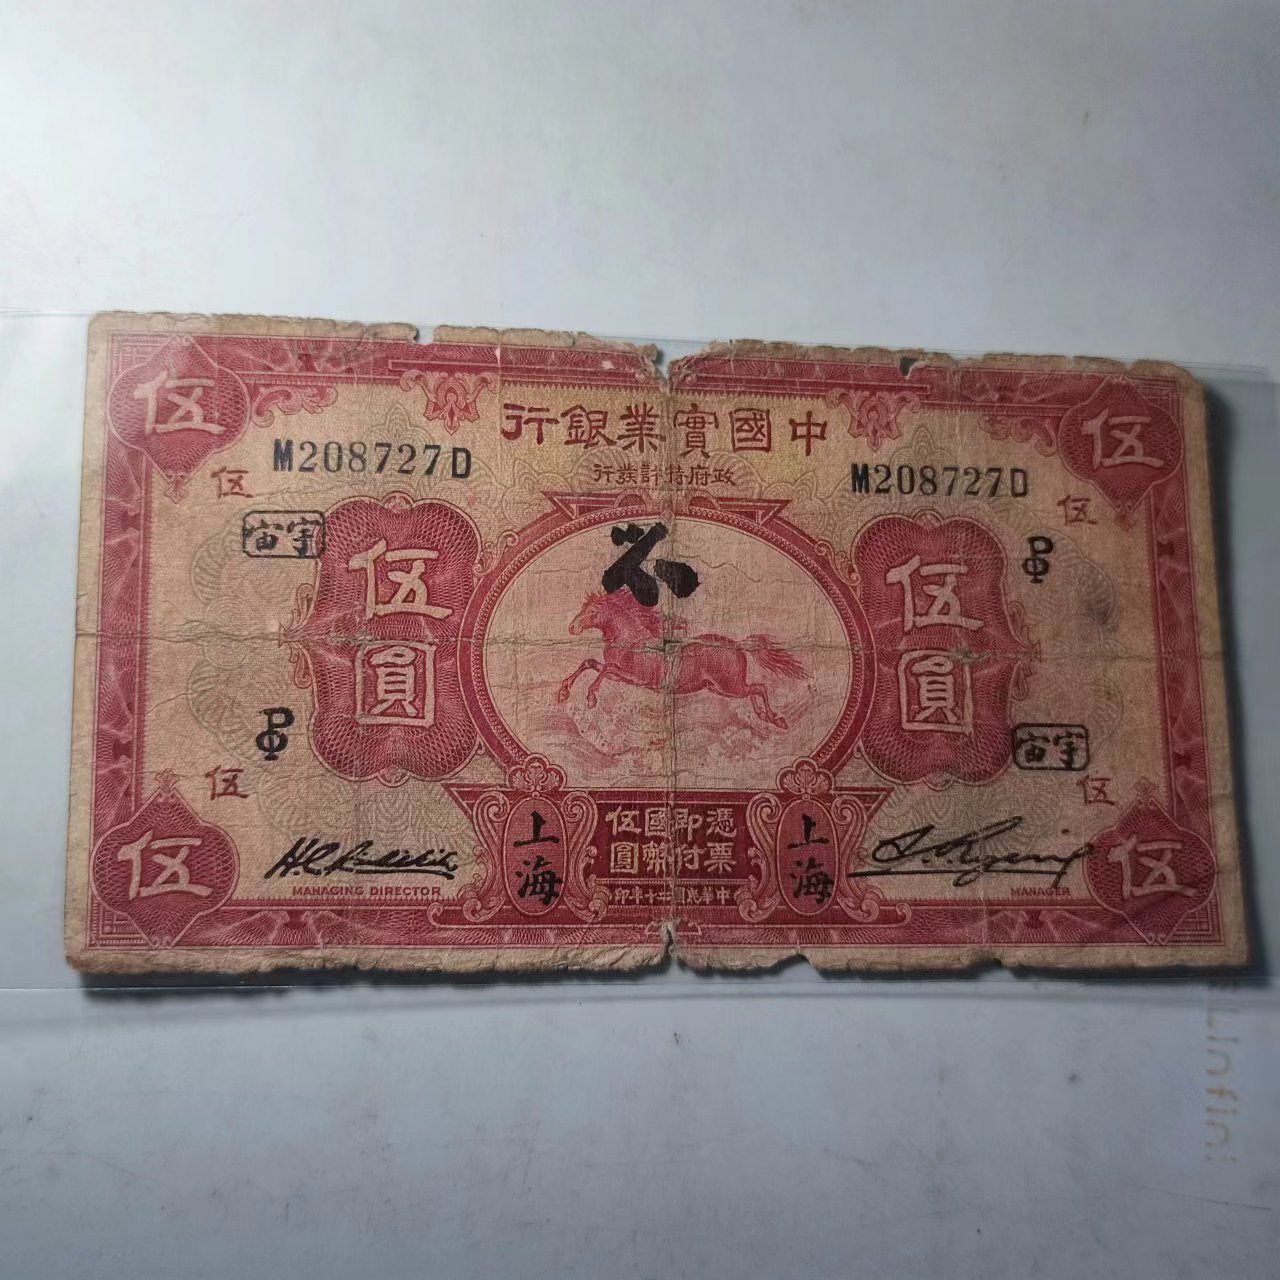 伍
伍
中國實業銀行
M208727D
M208727D
政府特許發行
伍
伍
宇宙
伍圓
伍圓
伍
伍
宇宙
上海
憑票即付國幣伍圓
上海
中華民國二十年印
伍
伍
MANAGING DIRECTOR
MANAGER